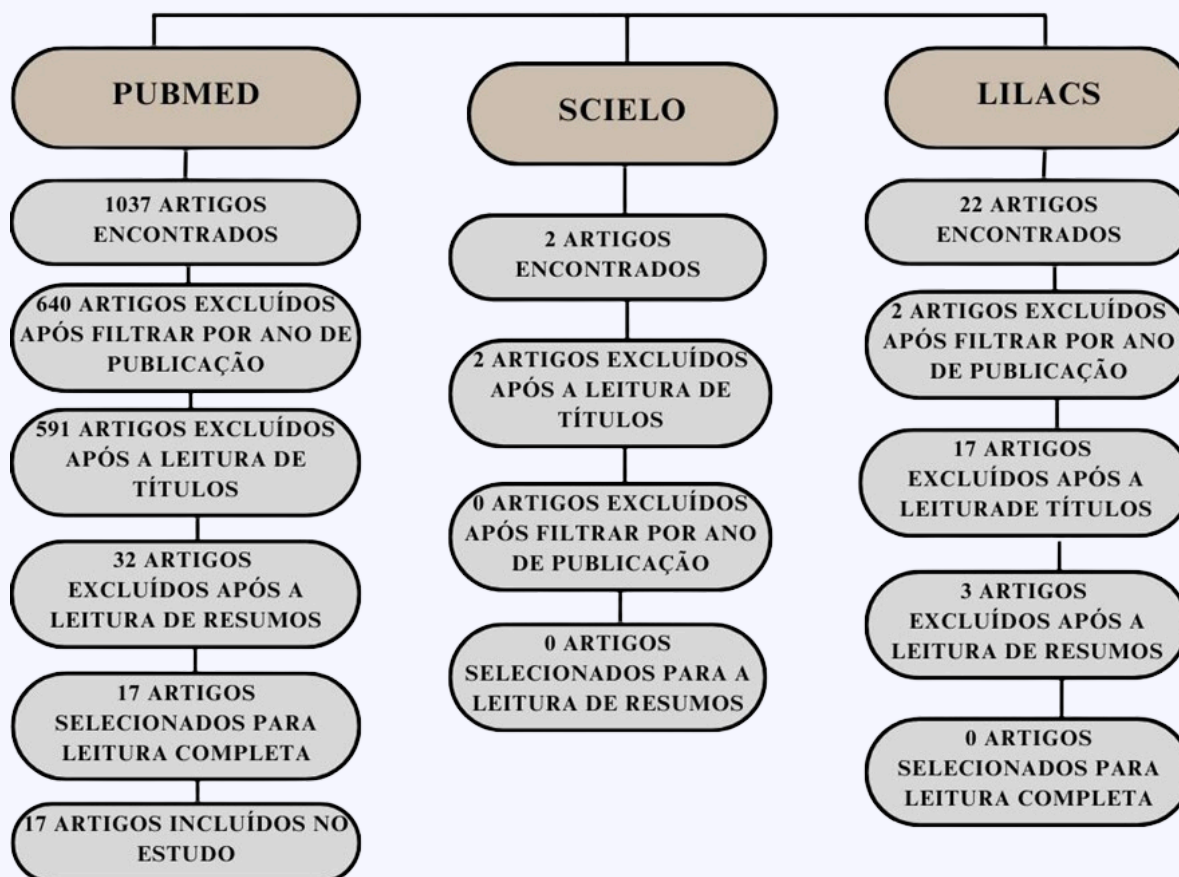 PUBMED
1037 ARTIGOS
ENCONTRADOS
640 ARTIGOS EXCLUÍDOS
APÓS FILTRAR POR ANO DE
PUBLICAÇÃO
591 ARTIGOS EXCLUÍDOS
APÓS A LEITURA DE
TÍTULOS
32 ARTIGOS
EXCLUÍDOS APÓS A
LEITURA DE RESUMOS
17 ARTIGOS
SELECIONADOS PARA
LEITURA COMPLETA
17 ARTIGOS INCLUÍDOS NO
ESTUDO
SCIELO
2 ARTIGOS
ENCONTRADOS
2 ARTIGOS EXCLUÍDOS
APÓS A LEITURA DE
TÍTULOS
0 ARTIGOS EXCLUÍDOS
APÓS FILTRAR POR ANO
DE PUBLICAÇÃO
0 ARTIGOS
SELECIONADOS PARA A
LEITURA DE RESUMOS
LILACS
22 ARTIGOS
ENCONTRADOS
2 ARTIGOS EXCLUÍDOS
APÓS FILTRAR POR ANO
DE PUBLICAÇÃO
17 ARTIGOS
EXCLUÍDOS APÓS A
LEITURADE TÍTULOS
3 ARTIGOS
EXCLUÍDOS APÓS A
LEITURA DE RESUMOS
0 ARTIGOS
SELECIONADOS PARA
LEITURA COMPLETA